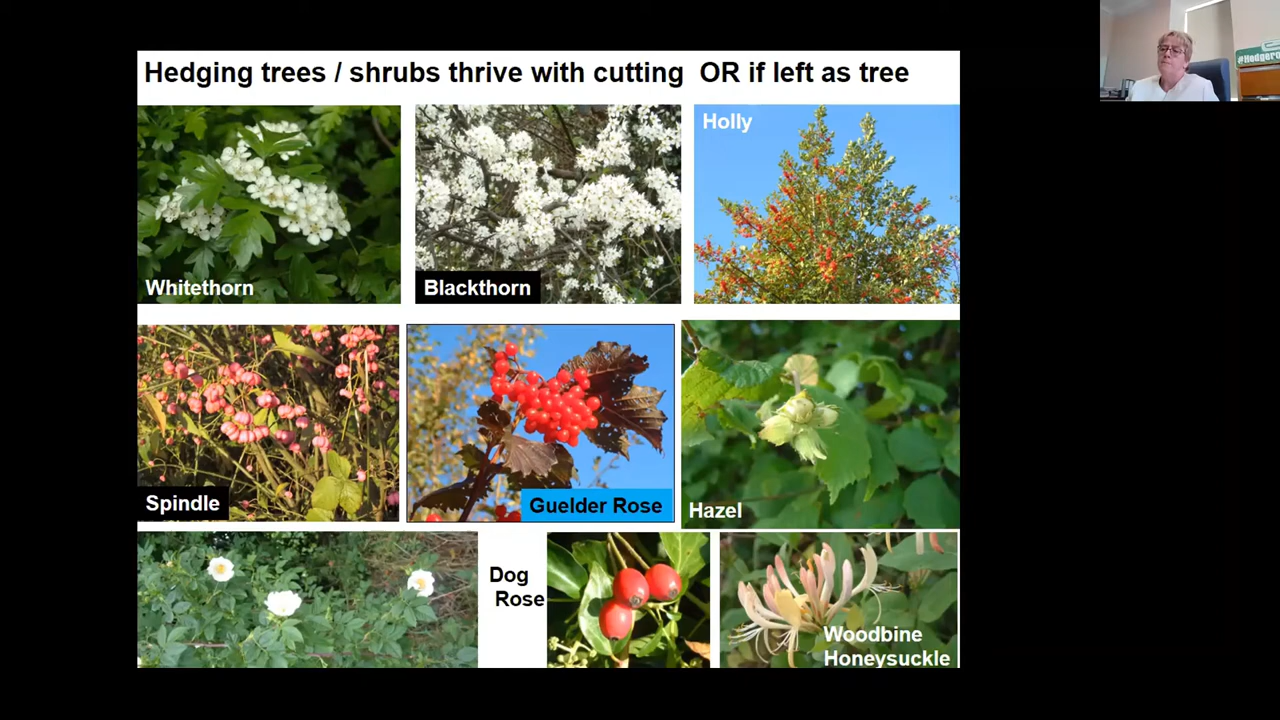 Hedging trees / shrubs thrive with cutting OR if left as tree
Whitethorn
Blackthorn
Holly
Spindle
Guelder Rose
Hazel
Dog
Rose
Woodbine
Honeysuckle